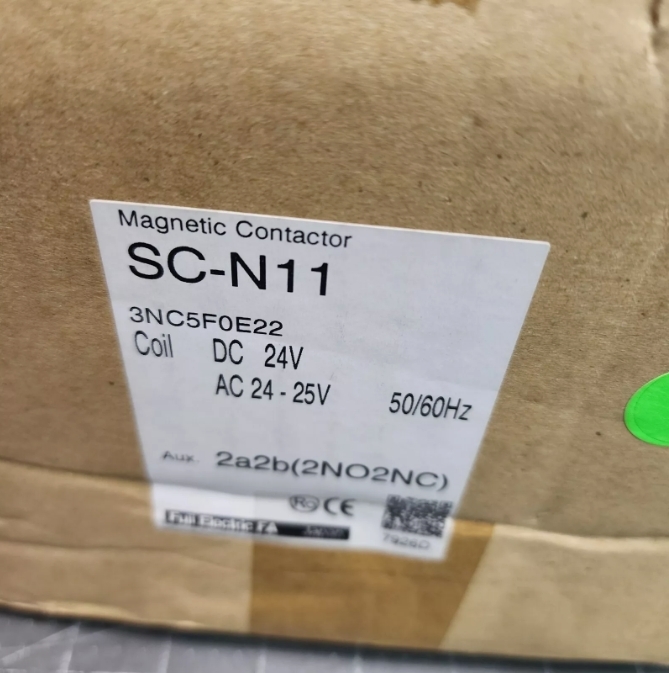 Magnetic Contactor
SC-N11
3NC5F0E22
Coil DC 24V
AC 24 - 25V 50/60Hz
Aux. 2a2b(2NO2NC)
CE
Fuji Electric FA Japan